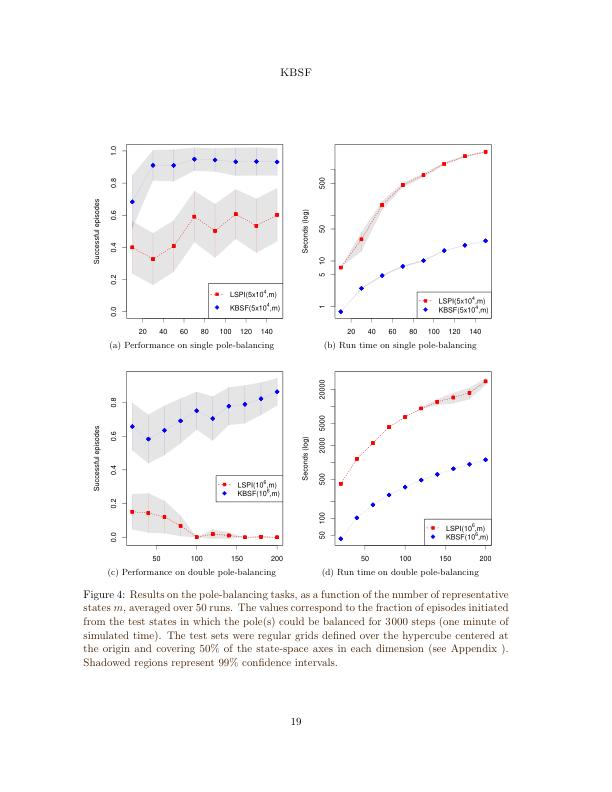 KBSF
1.0
0.8
0.6
0.4
0.2
0.0
Successful episodes
LSPI(5x10⁴,m)
KBSF(5x10⁴,m)
20 40 60 80 100 120 140
500
50
10
5
1
Seconds (log)
LSPI(5x10⁴,m)
KBSF(5x10⁴,m)
20 40 60 80 100 120 140
(a) Performance on single pole-balancing
(b) Run time on single pole-balancing
0.8
0.6
0.4
0.2
0.0
Successful episodes
LSPI(10⁶,m)
KBSF(10⁶,m)
50 100 150 200
20000
5000
2000
500
100
50
Seconds (log)
LSPI(10⁶,m)
KBSF(10⁶,m)
50 100 150 200
(c) Performance on double pole-balancing
(d) Run time on double pole-balancing
Figure 4: Results on the pole-balancing tasks, as a function of the number of representative
states m, averaged over 50 runs. The values correspond to the fraction of episodes initiated
from the test states in which the pole(s) could be balanced for 3000 steps (one minute of
simulated time). The test sets were regular grids defined over the hypercube centered at
the origin and covering 50% of the state-space axes in each dimension (see Appendix ).
Shadowed regions represent 99% confidence intervals.
19